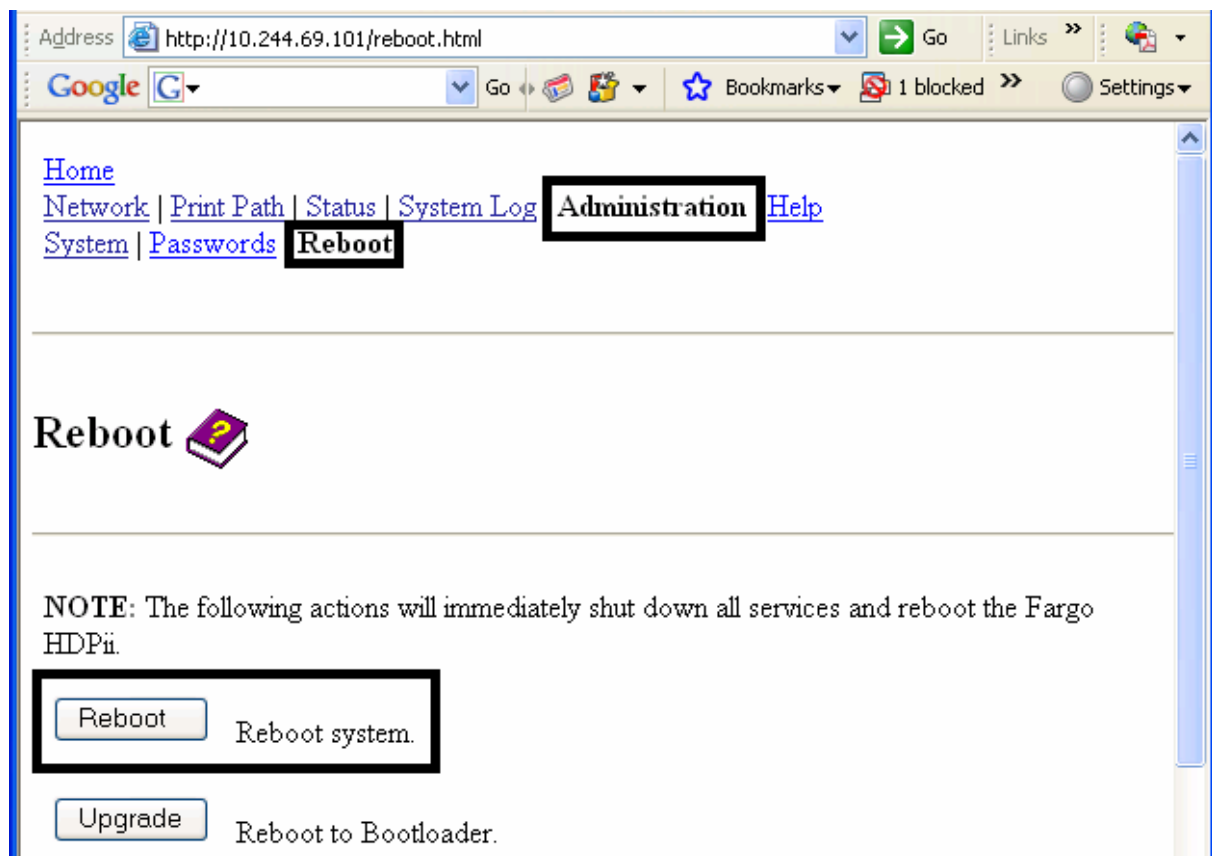 Address http://10.244.69.101/reboot.html Go Links »
Google G Go Bookmarks 1 blocked » Settings
Home
Network | Print Path | Status | System Log Administration Help
System | Passwords Reboot
Reboot ?
NOTE: The following actions will immediately shut down all services and reboot the Fargo
HDPii.
Reboot Reboot system.
Upgrade Reboot to Bootloader.